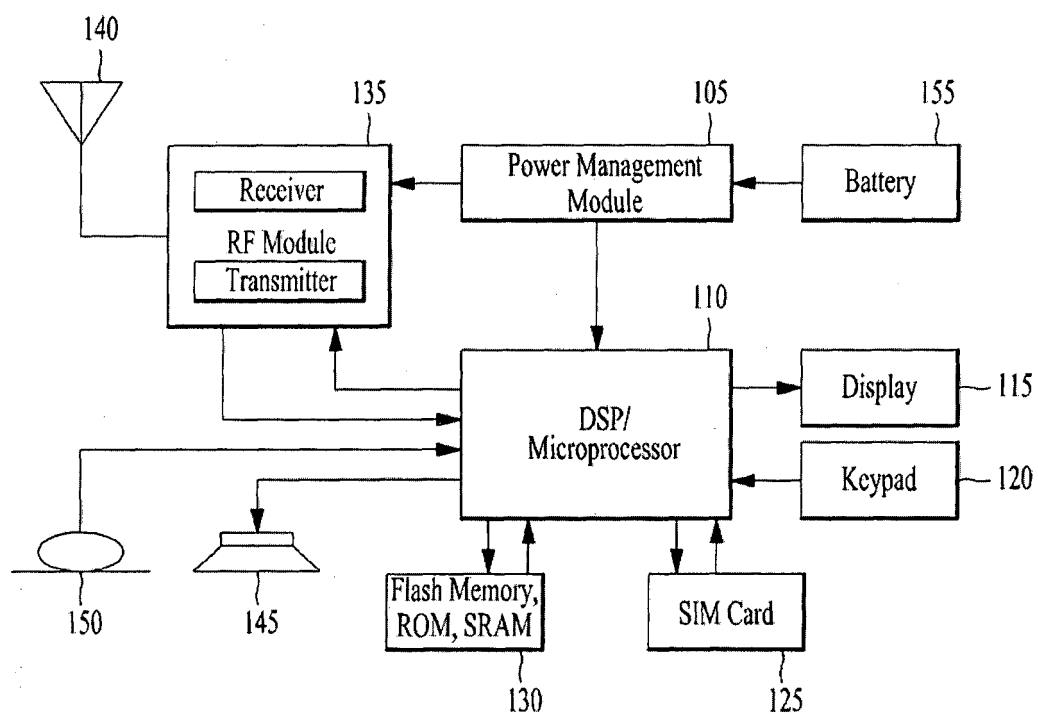 140
135
105
155
Receiver
RF Module
Transmitter
Power Management
Module
Battery
110
DSP/
Microprocessor
Display
115
Keypad
120
150
145
Flash Memory,
ROM, SRAM
130
SIM Card
125